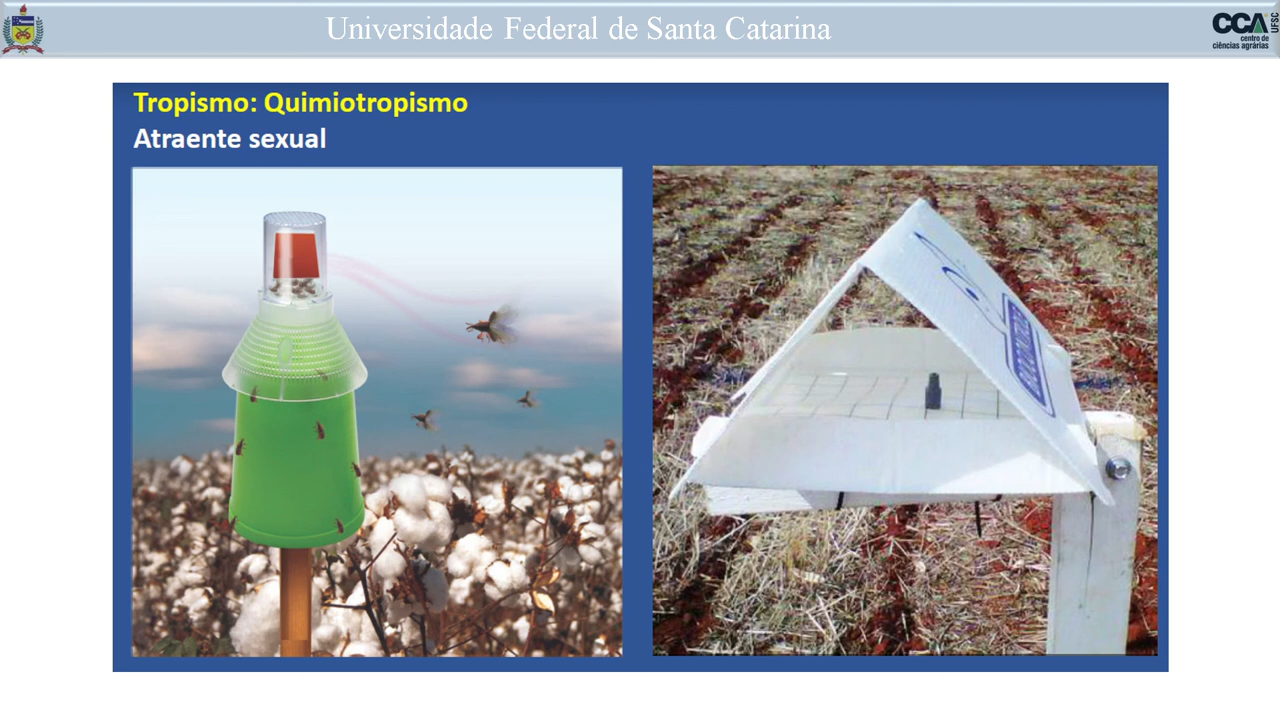 Universidade Federal de Santa Catarina
CCA
UFSC
centro de
ciências agrárias
Tropismo: Quimiotropismo
Atraente sexual